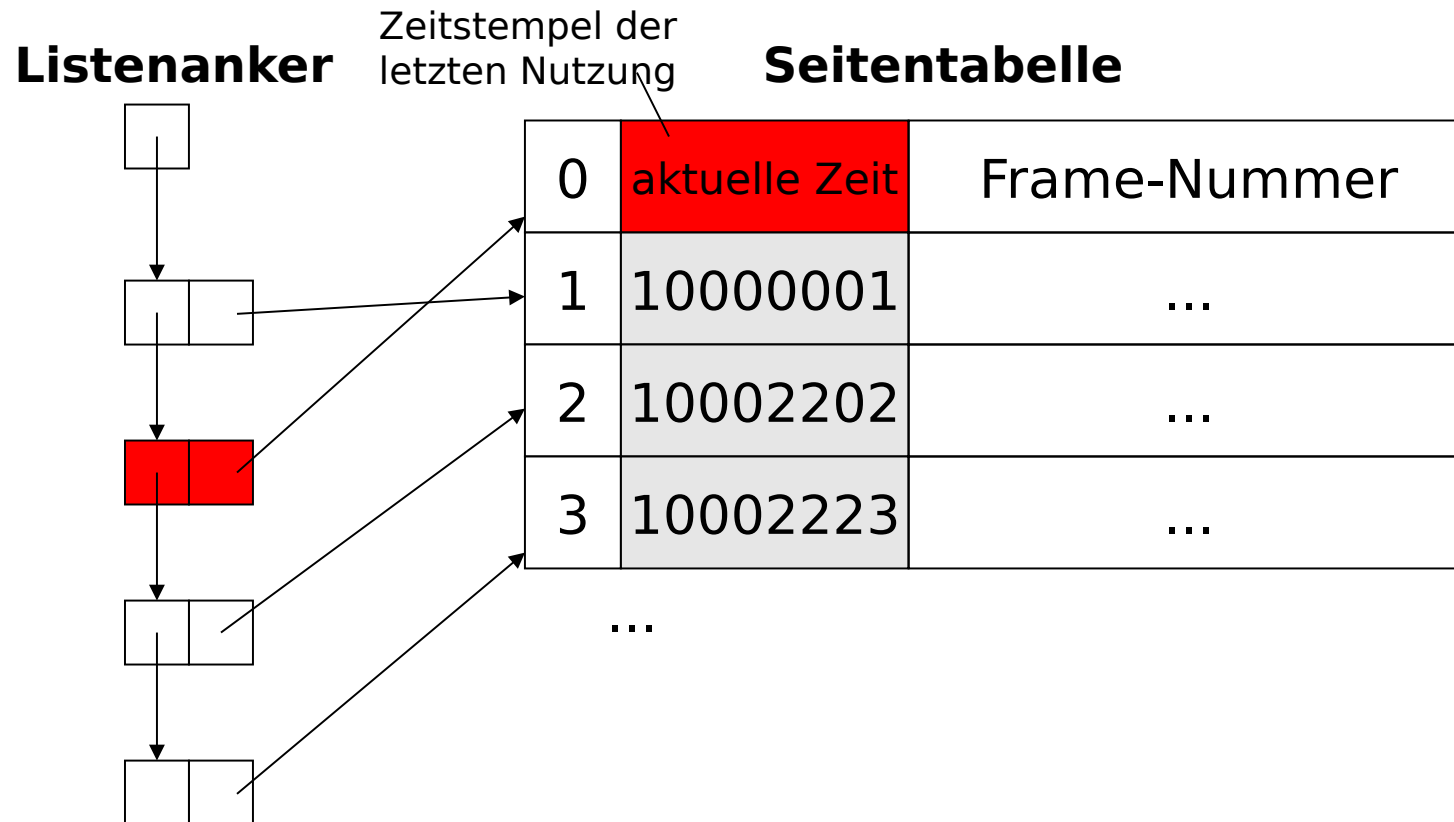 Zeitstempel der
letzten Nutzung
Listenanker
Seitentabelle
0 aktuelle Zeit Frame-Nummer
1 10000001 ...
2 10002202 ...
3 10002223 ...
...